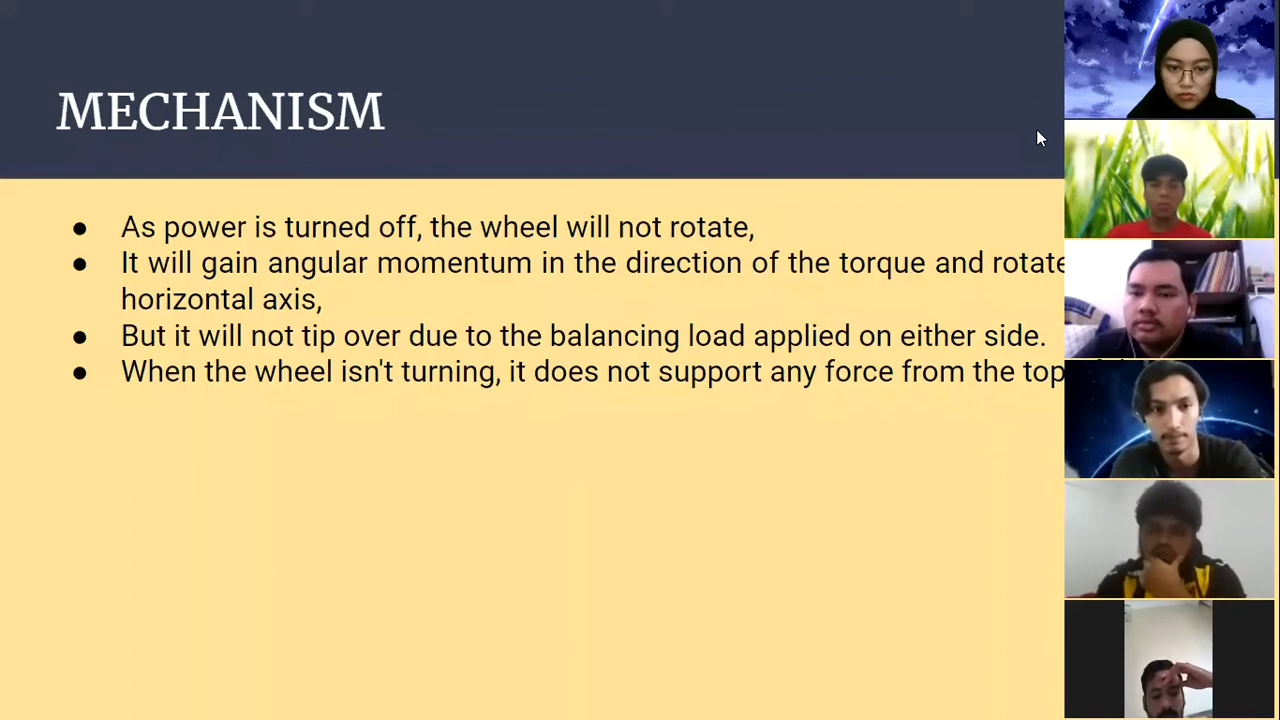 MECHANISM
● As power is turned off, the wheel will not rotate,
● It will gain angular momentum in the direction of the torque and rotate
horizontal axis,
● But it will not tip over due to the balancing load applied on either side.
● When the wheel isn't turning, it does not support any force from the top